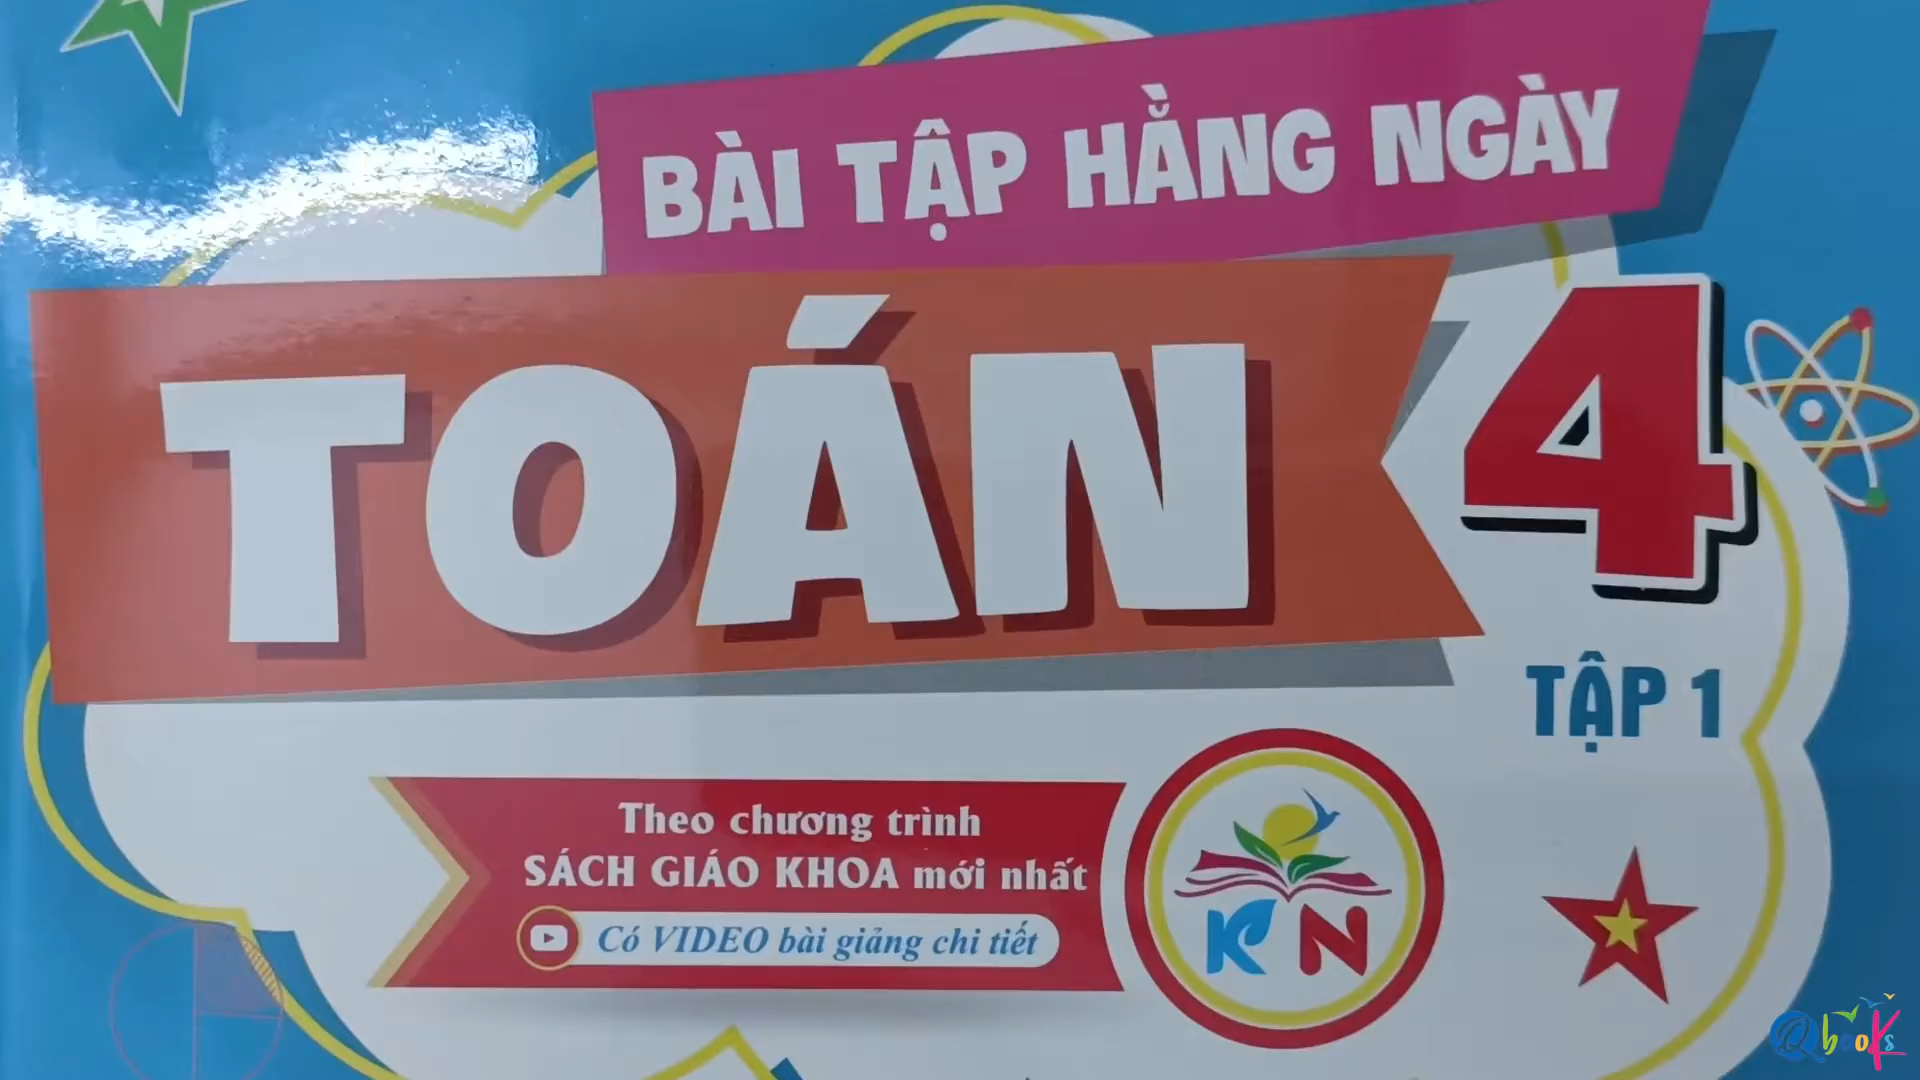 BÀI TẬP HẰNG NGÀY
TOÁN 4
TẬP 1
Theo chương trình
SÁCH GIÁO KHOA mới nhất
Có VIDEO bài giảng chi tiết
KN
Qbooks